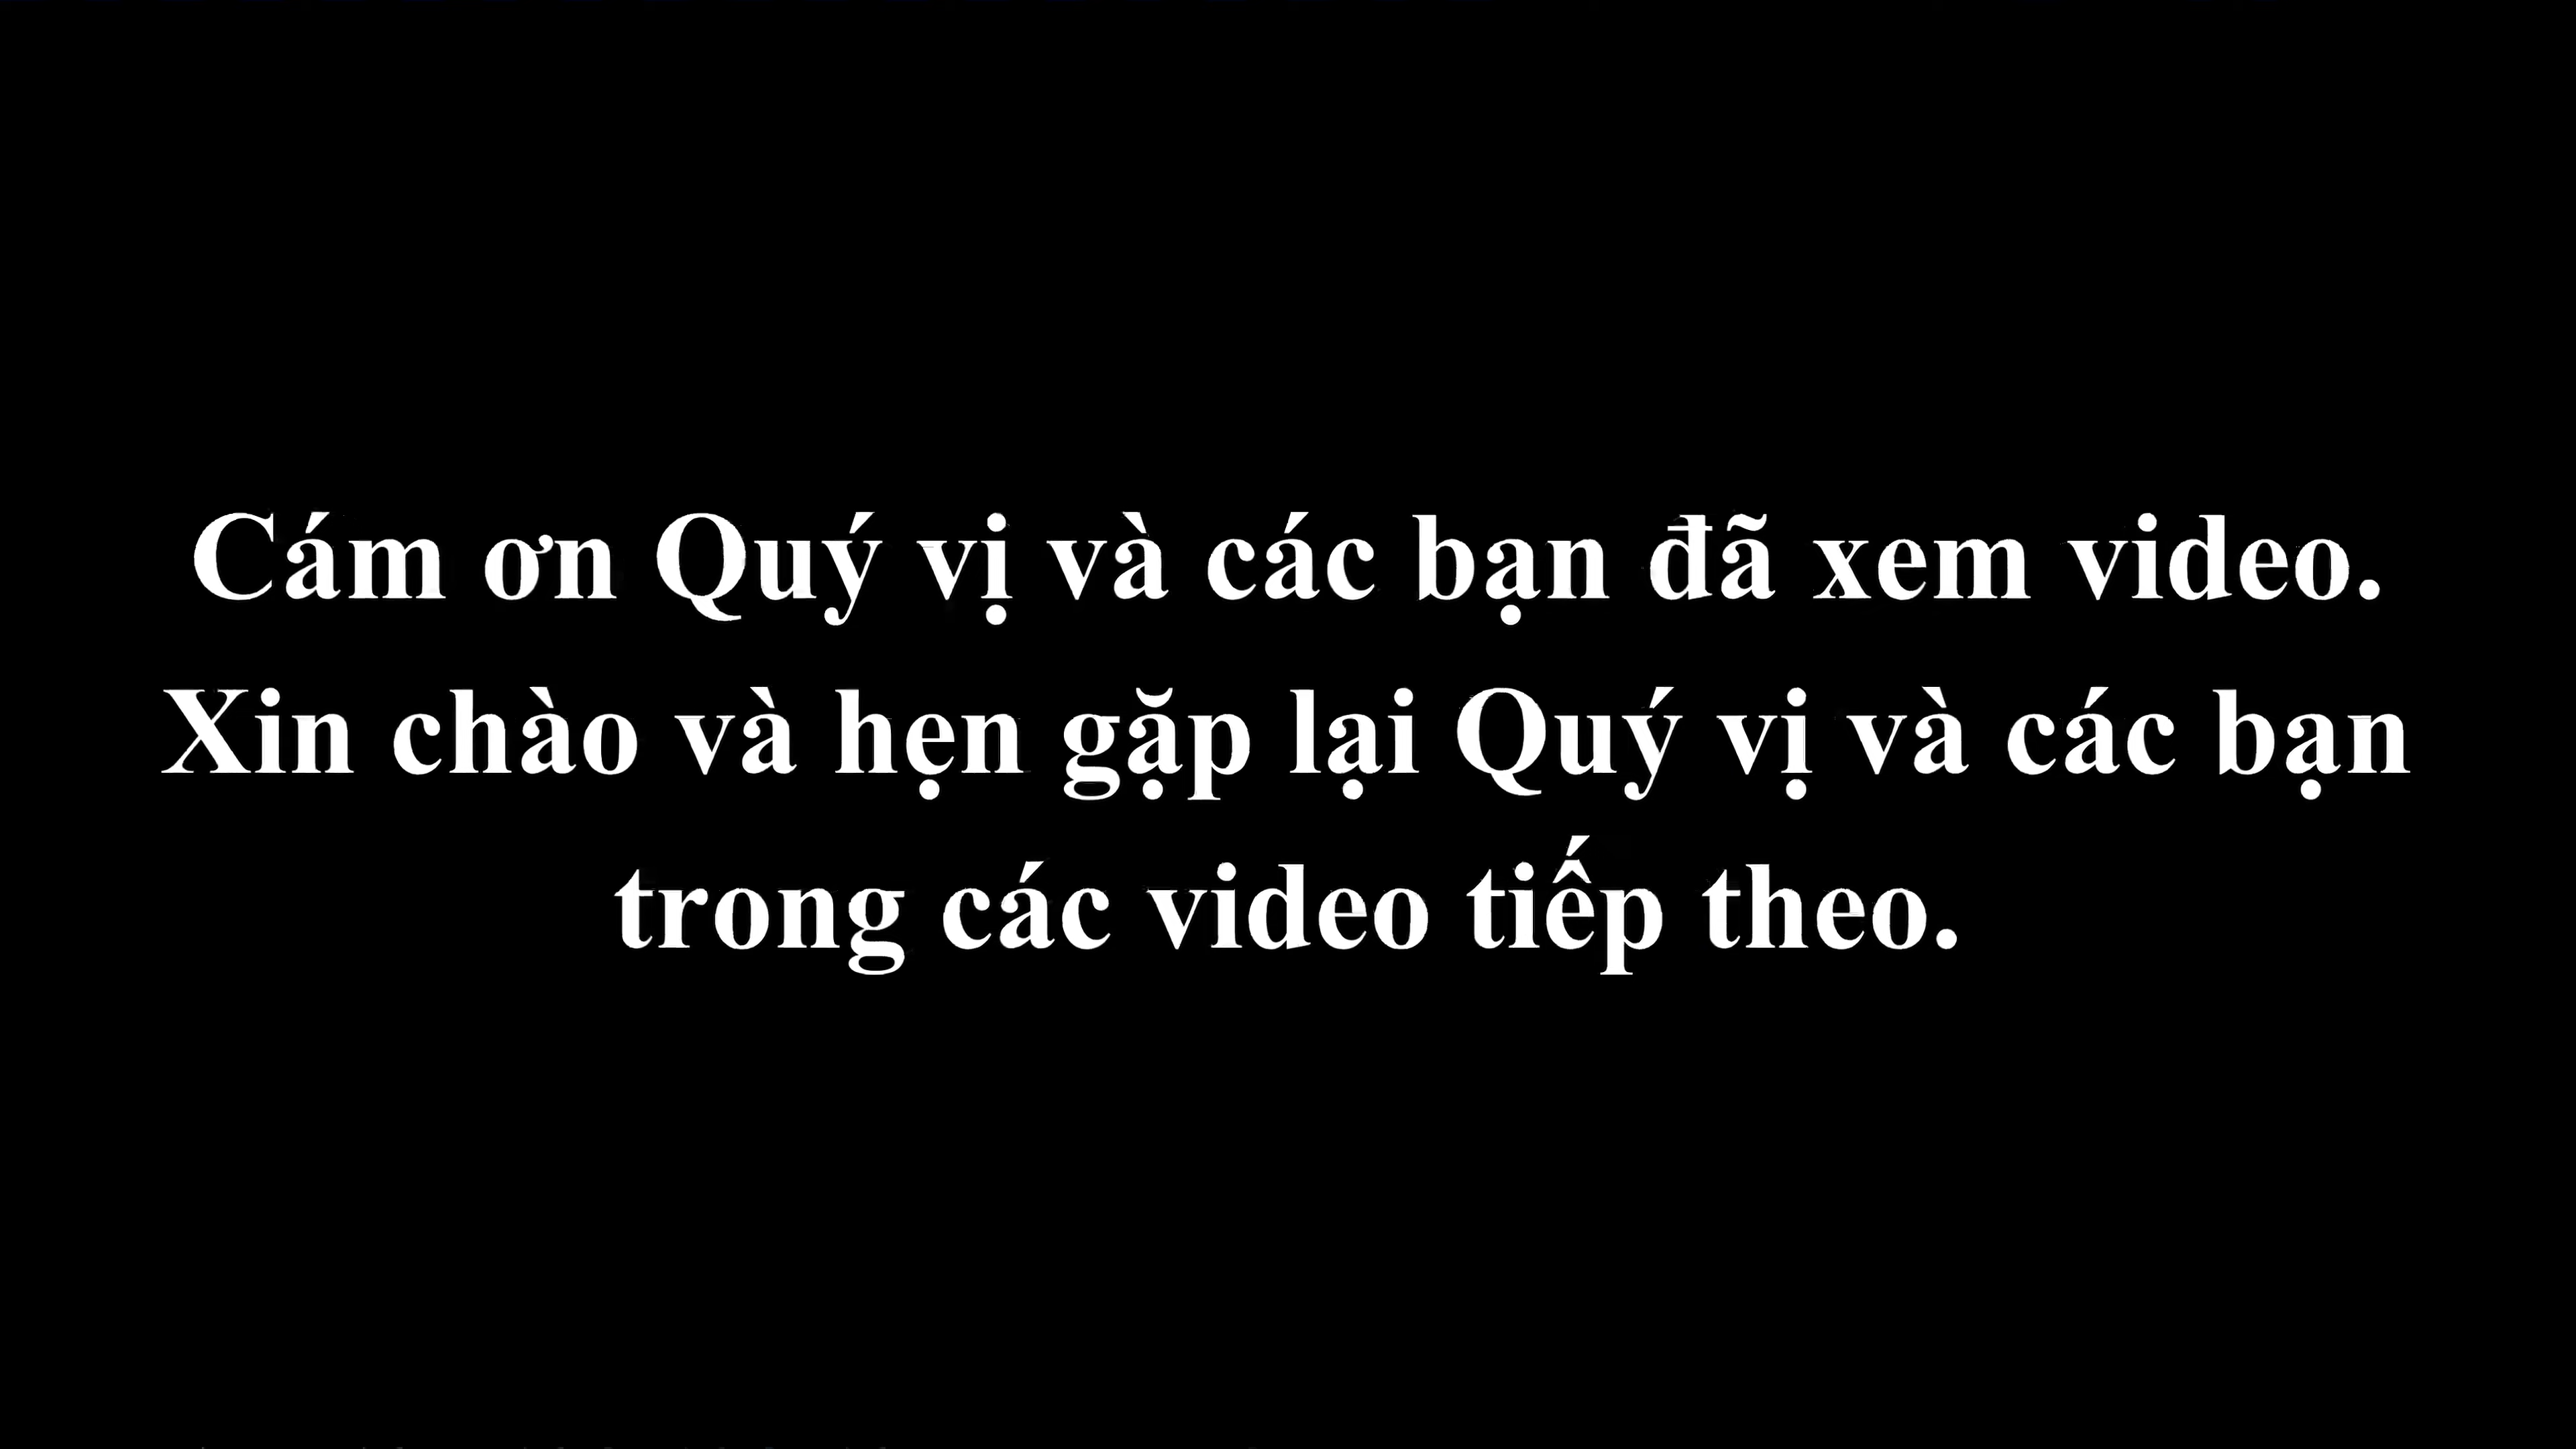 Cám ơn Quý vị và các bạn đã xem video.
Xin chào và hẹn gặp lại Quý vị và các bạn
trong các video tiếp theo.